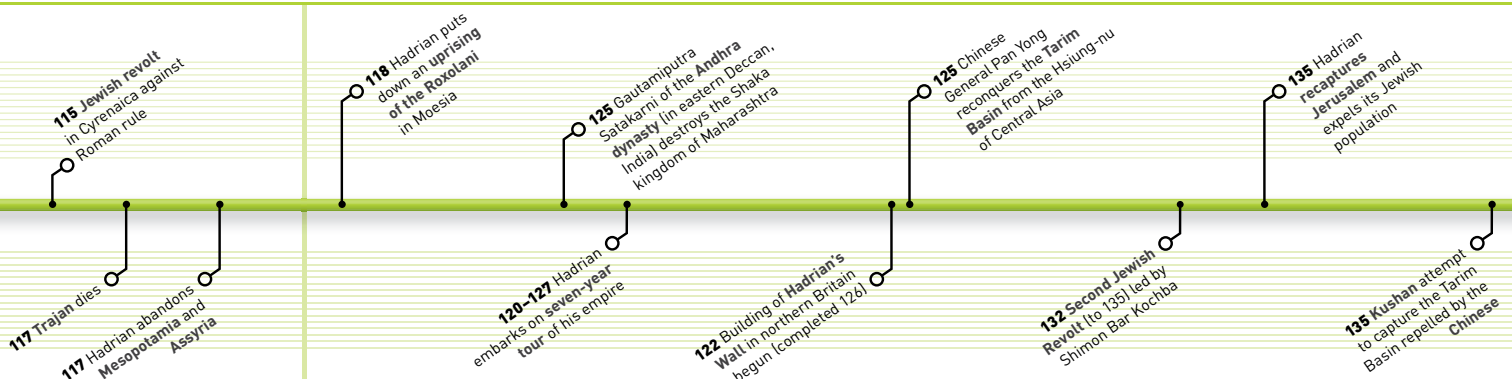 115 Jewish revolt
in Cyrenaica against
Roman rule
117 Trajan dies
117 Hadrian abandons
Mesopotamia and
Assyria
118 Hadrian puts
down an uprising
of the Roxolani
in Moesia
125 Gautamiputra
Satakarni of the Andhra
dynasty (in eastern Deccan,
India) destroys the Shaka
kingdom of Maharashtra
120–127 Hadrian
embarks on seven-year
tour of his empire
122 Building of Hadrian's
Wall in northern Britain
begun (completed 126)
125 Chinese
General Pan Yong
reconquers the Tarim
Basin from the Hsiung-nu
of Central Asia
132 Second Jewish
Revolt (to 135) led by
Shimon Bar Kochba
135 Hadrian
recaptures
Jerusalem and
expels its Jewish
population
135 Kushan attempt
to capture the Tarim
Basin repelled by the
Chinese